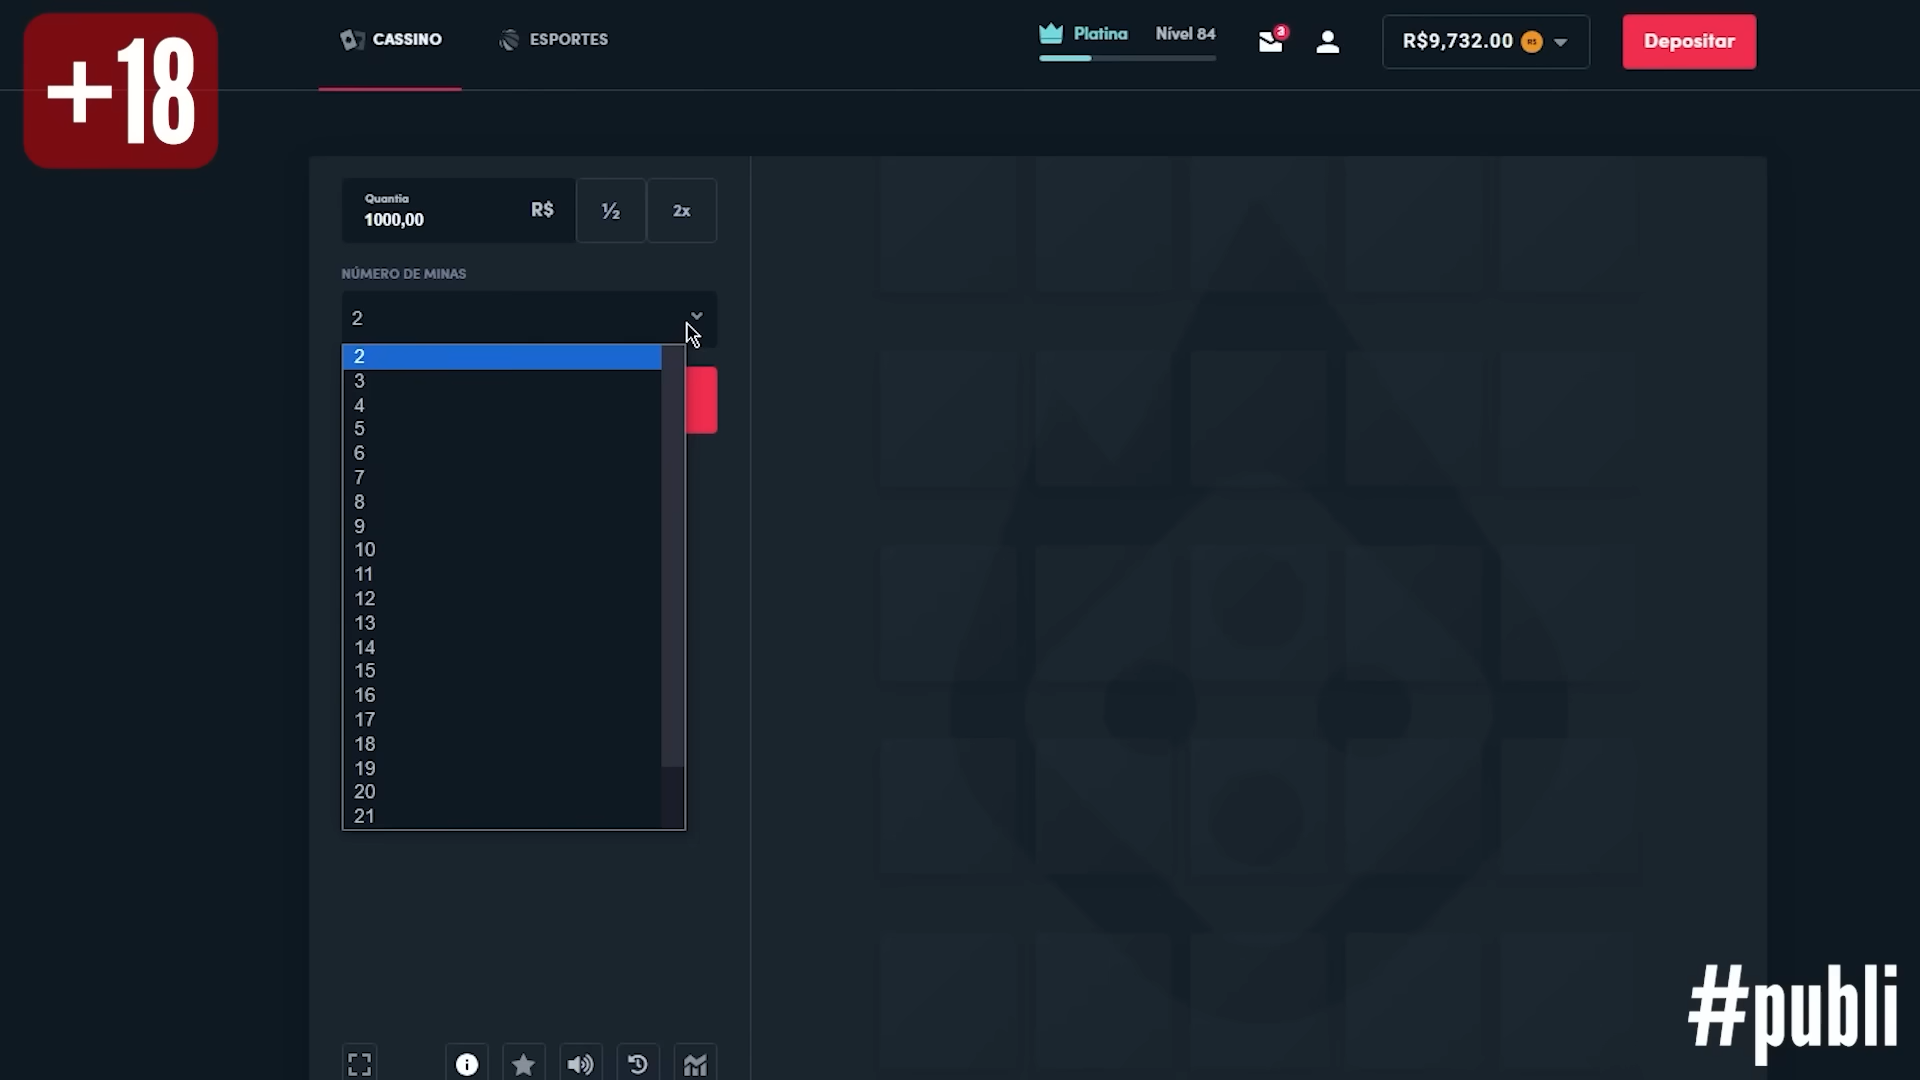 +18
CASSINO
ESPORTES
Platina
Nível 84
3
R$9,732.00
R$
Depositar
Quantia
1000,00
R$
½
2x
NÚMERO DE MINAS
2
2
3
4
5
6
7
8
9
10
11
12
13
14
15
16
17
18
19
20
21
#publi